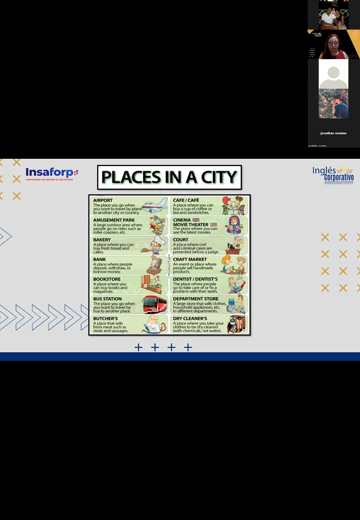 Insaforp
PLACES IN A CITY
Inglés
Corporativo
AIRPORT
The place you go when
you want to travel by plane
to another city or country.
AMUSEMENT PARK
A large outdoor area where
people go on rides such as
roller coasters, etc.
BAKERY
A place where you can
buy fresh bread and
cakes.
BANK
A place where people
deposit, withdraw, or
borrow money.
BOOKSTORE
A place where you
can buy books and
magazines.
BUS STATION
The place you go when
you want to travel by
bus to another place.
BUTCHER'S
A place that sells
fresh meat such as
steak and sausages.
CAFE / CAFÉ
A place where you can
buy a cup of coffee or
tea and sandwiches.
CINEMA
MOVIE THEATER
The place where you can
see the latest movies.
COURT
A place where civil
and criminal cases are
presented before a judge.
CRAFT MARKET
An event or place where
people sell handmade
products.
DENTIST / DENTIST'S
The place where people
go to take care of or fix a
problem with their teeth.
DEPARTMENT STORE
A large store that sells clothes,
household appliances, etc.
in different departments.
DRY CLEANER'S
A place where you take your
clothes to be (dry) cleaned
(with chemicals, not water)
jonathan orantes